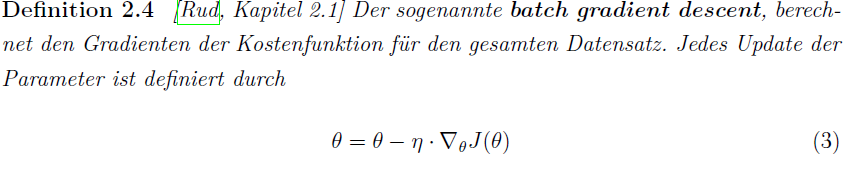 Definition 2.4 [Rud, Kapitel 2.1] Der sogenannte batch gradient descent, berech-
net den Gradienten der Kostenfunktion für den gesamten Datensatz. Jedes Update der
Parameter ist definiert durch
θ = θ − η · ∇θJ(θ) (3)